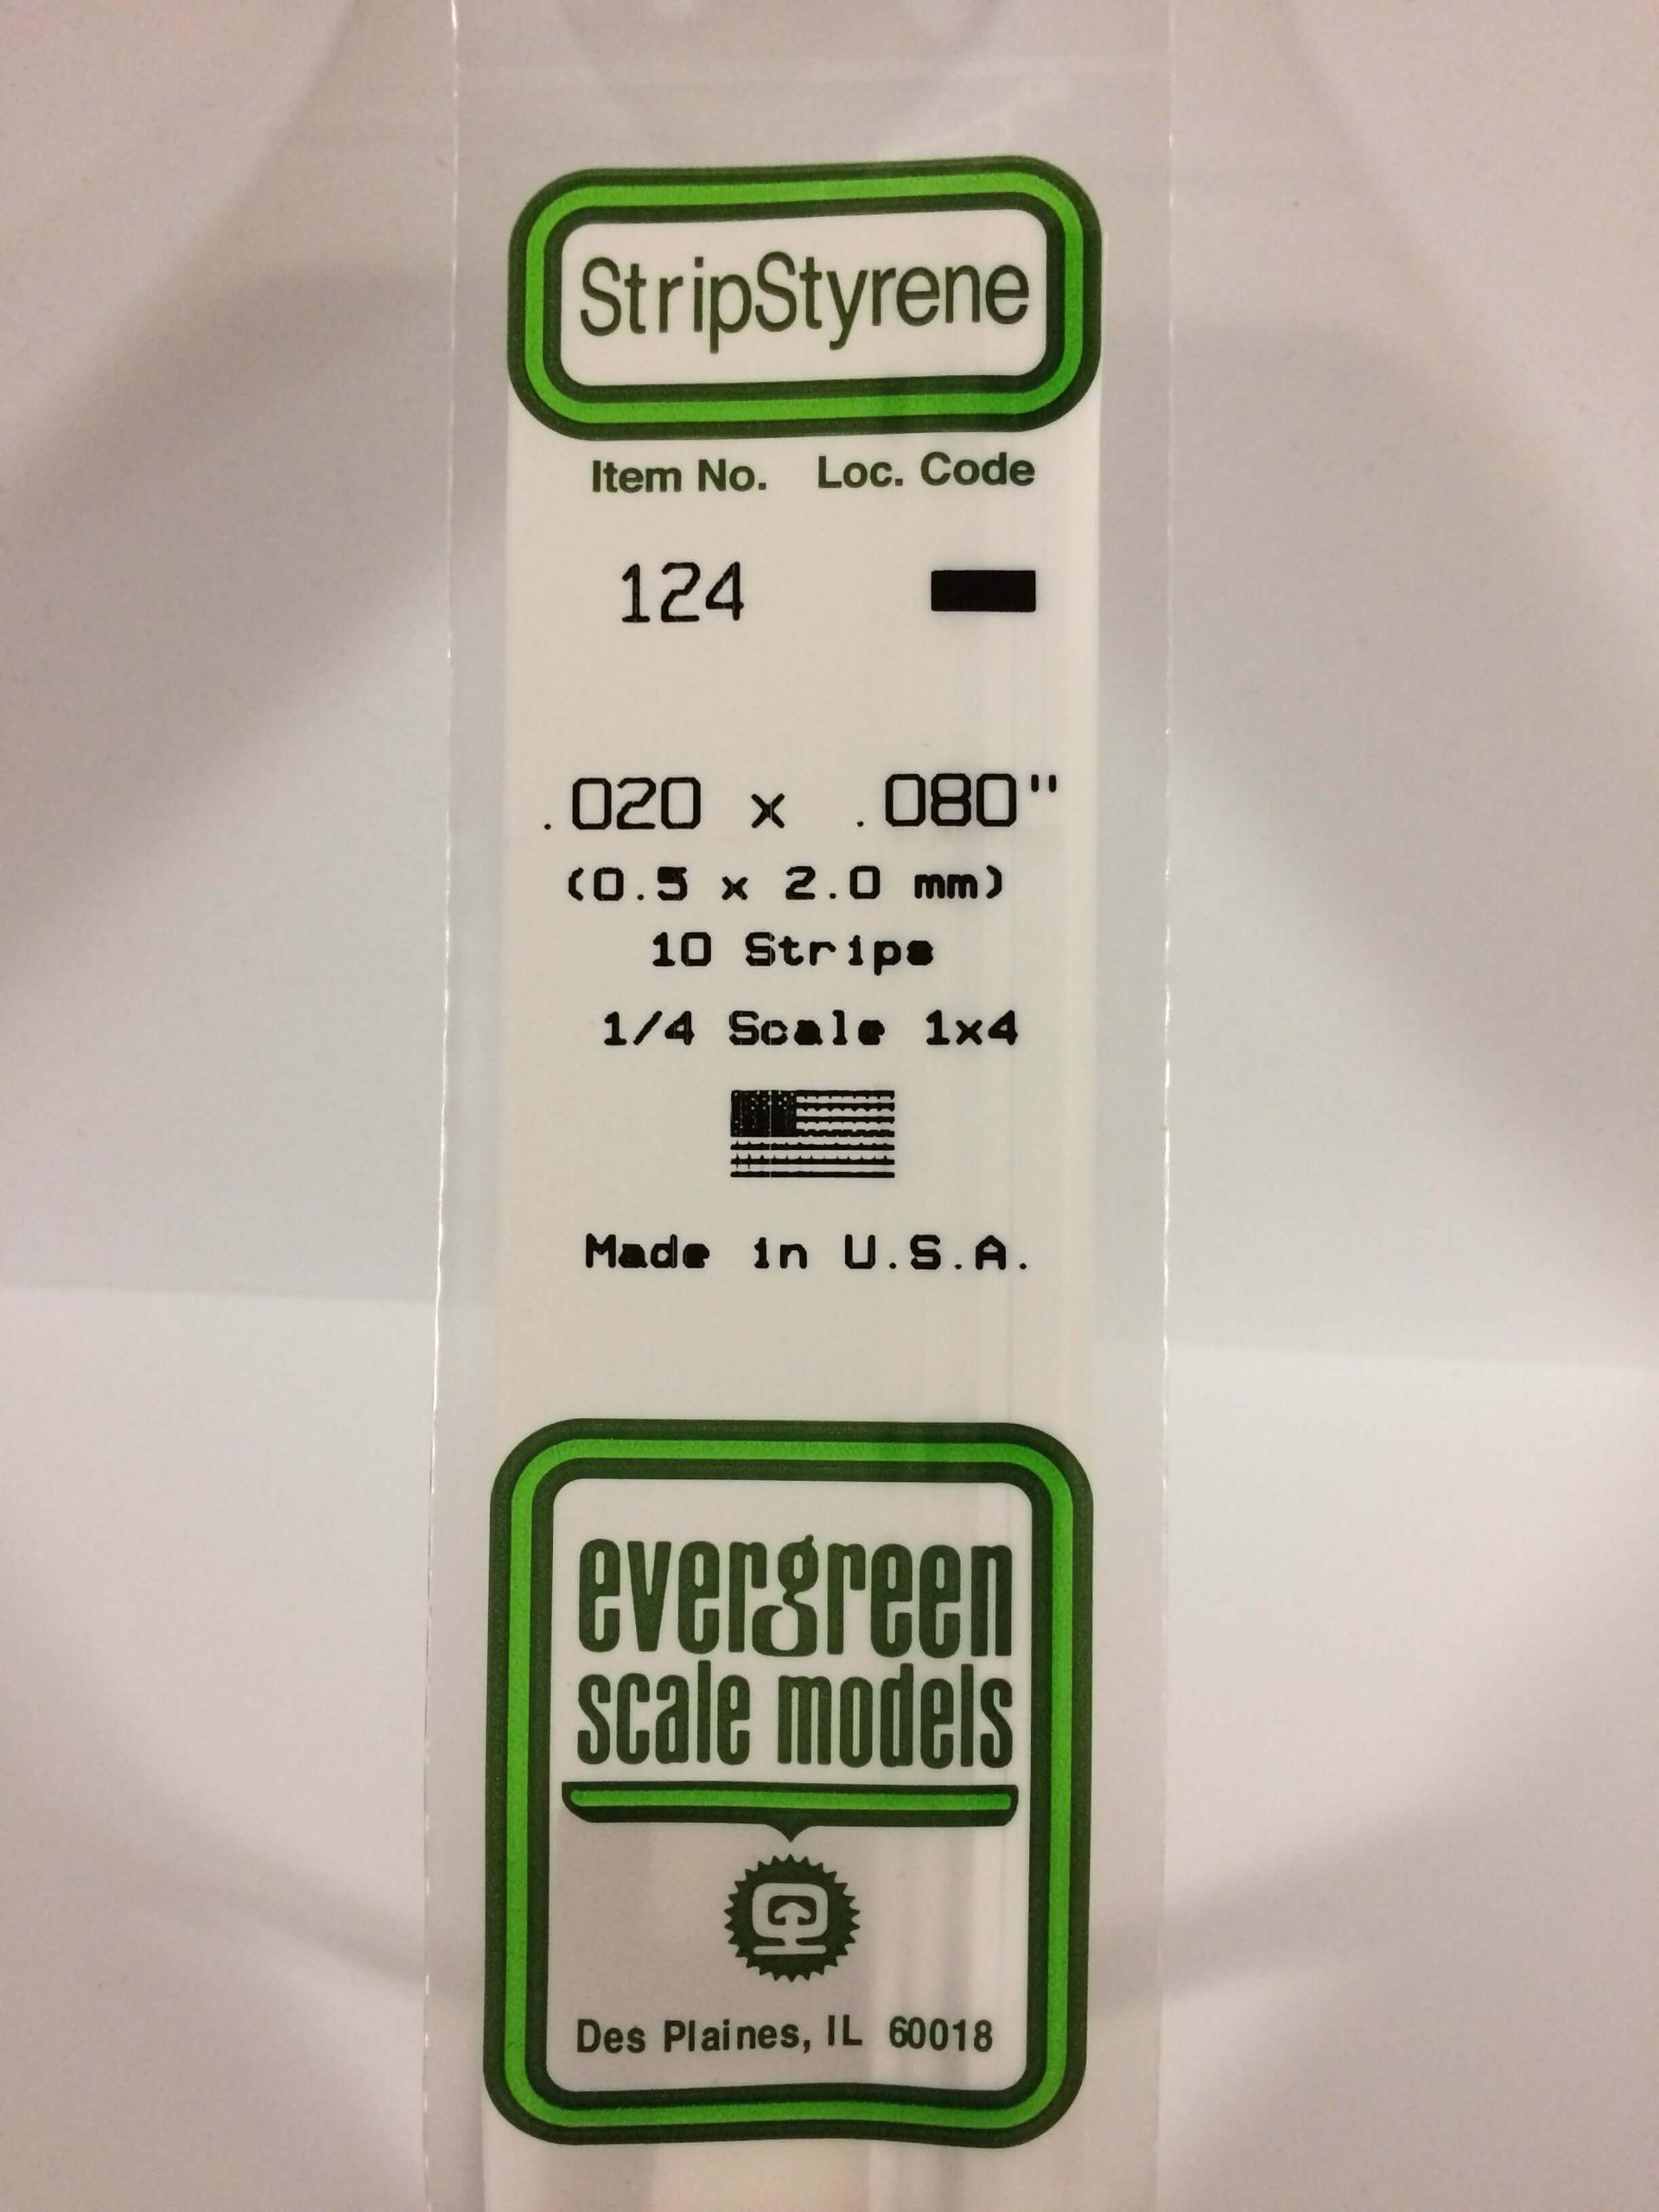 StripStyrene
Item No. Loc. Code
124
.020 x .080"
(0.5 x 2.0 mm)
10 Strips
1/4 Scale 1x4
Made in U.S.A.
evergreen
scale models
Des Plaines, IL 60018